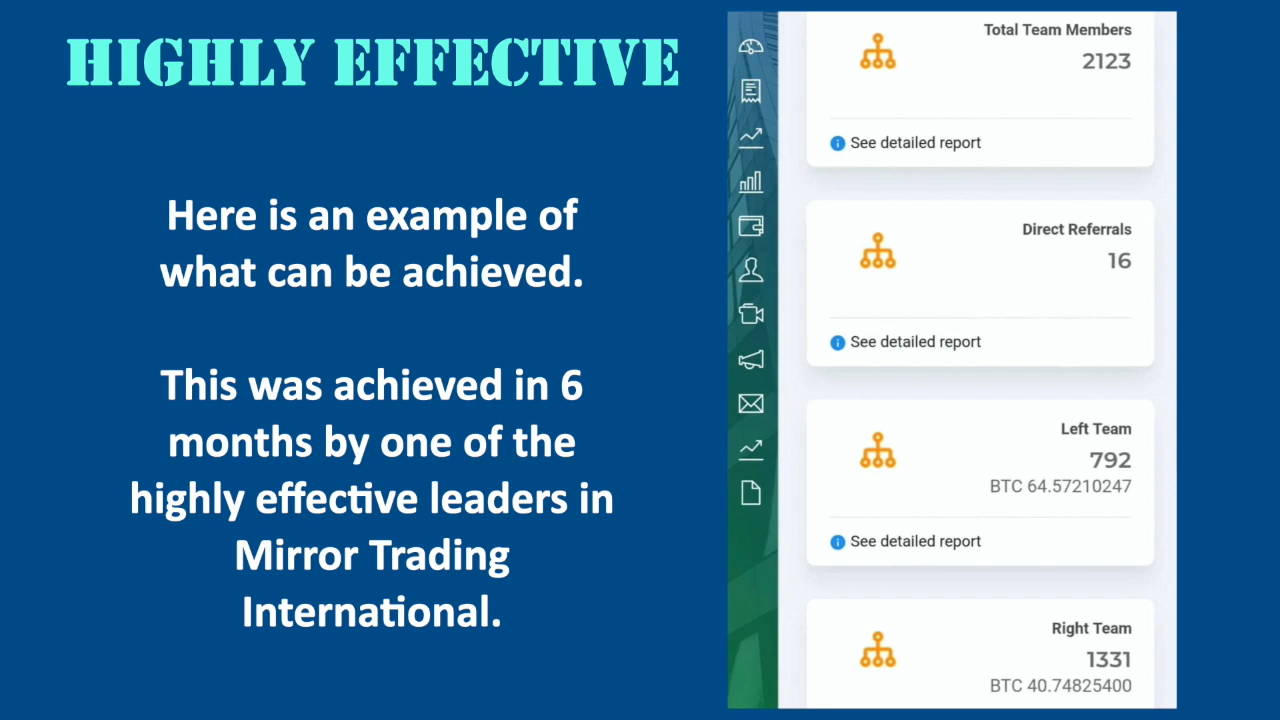 HIGHLY EFFECTIVE
Here is an example of
what can be achieved.
This was achieved in 6
months by one of the
highly effective leaders in
Mirror Trading
International.
Total Team Members
2123
See detailed report
Direct Referrals
16
See detailed report
Left Team
792
BTC 64.57210247
See detailed report
Right Team
1331
BTC 40.74825400